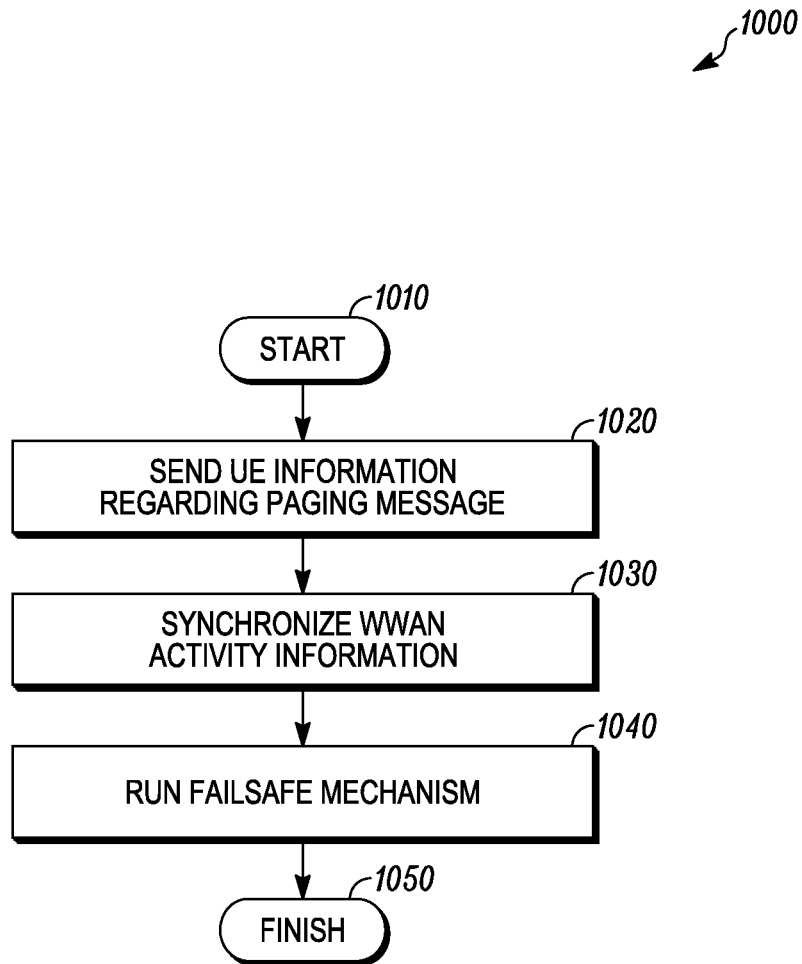 1000
1010
START
1020
SEND UE INFORMATION
REGARDING PAGING MESSAGE
1030
SYNCHRONIZE WWAN
ACTIVITY INFORMATION
1040
RUN FAILSAFE MECHANISM
1050
FINISH